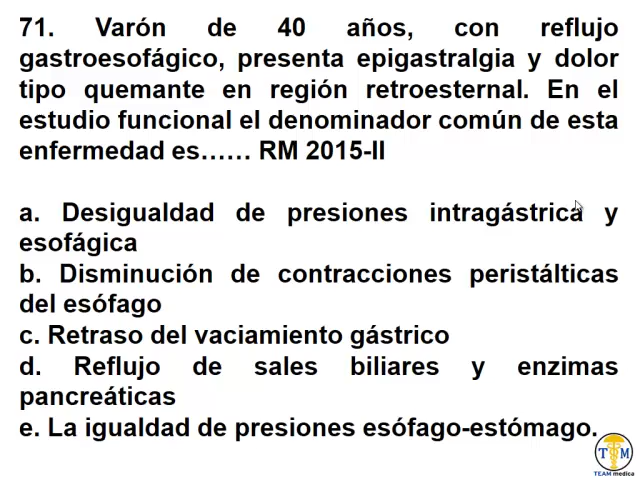 71. Varón de 40 años, con reflujo
gastroesofágico, presenta epigastralgia y dolor
tipo quemante en región retroesternal. En el
estudio funcional el denominador común de esta
enfermedad es…… RM 2015-II
a. Desigualdad de presiones intragástrica y
esofágica
b. Disminución de contracciones peristálticas
del esófago
c. Retraso del vaciamiento gástrico
d. Reflujo de sales biliares y enzimas
pancreáticas
e. La igualdad de presiones esófago-estómago.
T M
TEAM medica